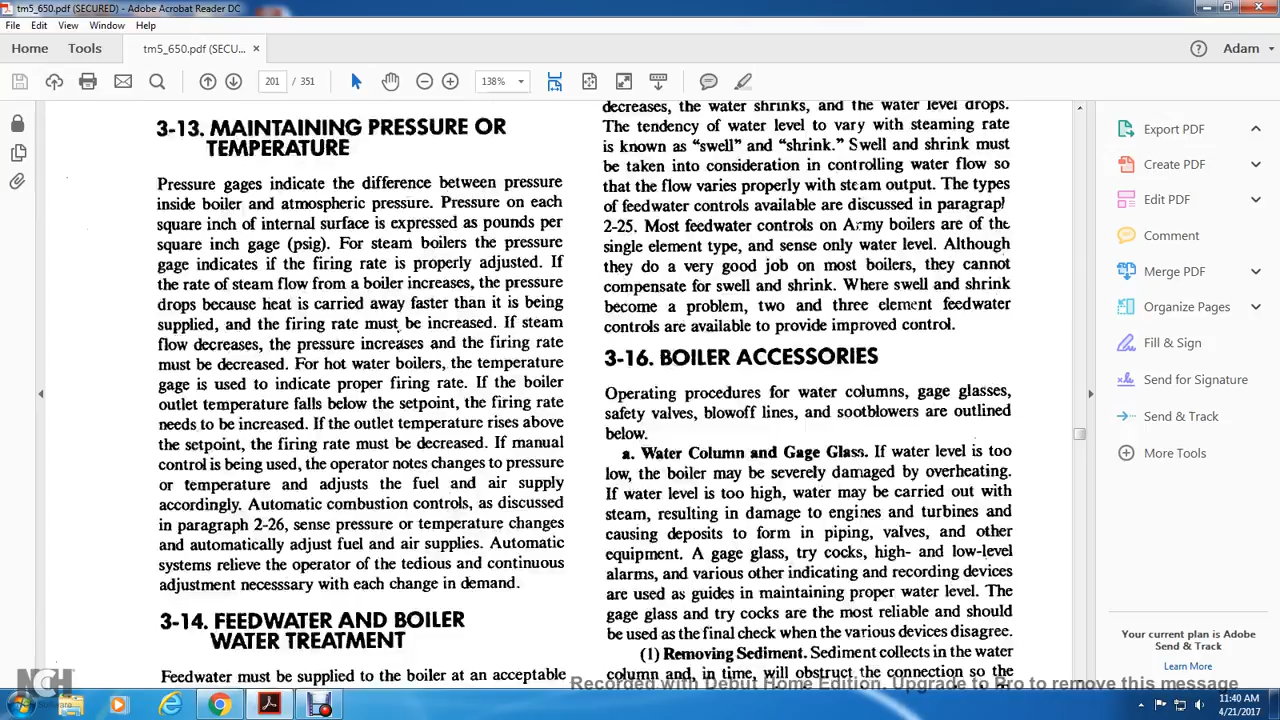 tm5_650.pdf (SECURED) - Adobe Acrobat Reader DC
File Edit View Window Help
Home Tools tm5_650.pdf (SECU... × Adam
201 / 351 138%
3-13. MAINTAINING PRESSURE OR
TEMPERATURE
Pressure gages indicate the difference between pressure
inside boiler and atmospheric pressure. Pressure on each
square inch of internal surface is expressed as pounds per
square inch gage (psig). For steam boilers the pressure
gage indicates if the firing rate is properly adjusted. If
the rate of steam flow from a boiler increases, the pressure
drops because heat is carried away faster than it is being
supplied, and the firing rate must be increased. If steam
flow decreases, the pressure increases and the firing rate
must be decreased. For hot water boilers, the temperature
gage is used to indicate proper firing rate. If the boiler
outlet temperature falls below the setpoint, the firing rate
needs to be increased. If the outlet temperature rises above
the setpoint, the firing rate must be decreased. If manual
control is being used, the operator notes changes to pressure
or temperature and adjusts the fuel and air supply
accordingly. Automatic combustion controls, as discussed
in paragraph 2-26, sense pressure or temperature changes
and automatically adjust fuel and air supplies. Automatic
systems relieve the operator of the tedious and continuous
adjustment necesssary with each change in demand.
3-14. FEEDWATER AND BOILER
WATER TREATMENT
Feedwater must be supplied to the boiler at an acceptable
decreases, the water shrinks, and the water level drops.
The tendency of water level to vary with steaming rate
is known as "swell" and "shrink." Swell and shrink must
be taken into consideration in controlling water flow so
that the flow varies properly with steam output. The types
of feedwater controls available are discussed in paragraph
2-25. Most feedwater controls on Army boilers are of the
single element type, and sense only water level. Although
they do a very good job on most boilers, they cannot
compensate for swell and shrink. Where swell and shrink
become a problem, two and three element feedwater
controls are available to provide improved control.
3-16. BOILER ACCESSORIES
Operating procedures for water columns, gage glasses,
safety valves, blowoff lines, and sootblowers are outlined
below.
a. Water Column and Gage Glass. If water level is too
low, the boiler may be severely damaged by overheating.
If water level is too high, water may be carried out with
steam, resulting in damage to engines and turbines and
causing deposits to form in piping, valves, and other
equipment. A gage glass, try cocks, high- and low-level
alarms, and various other indicating and recording devices
are used as guides in maintaining proper water level. The
gage glass and try cocks are the most reliable and should
be used as the final check when the various devices disagree.
(1) Removing Sediment. Sediment collects in the water
column and, in time, will obstruct the connection so the
Export PDF
Create PDF
Edit PDF
Comment
Merge PDF
Organize Pages
Fill & Sign
Send for Signature
Send & Track
More Tools
Your current plan is Adobe
Send & Track
Learn More
Recorded with Debut Home Edition. Upgrade to Pro to remove this message
NCH
Software
11:40 AM
4/21/2017